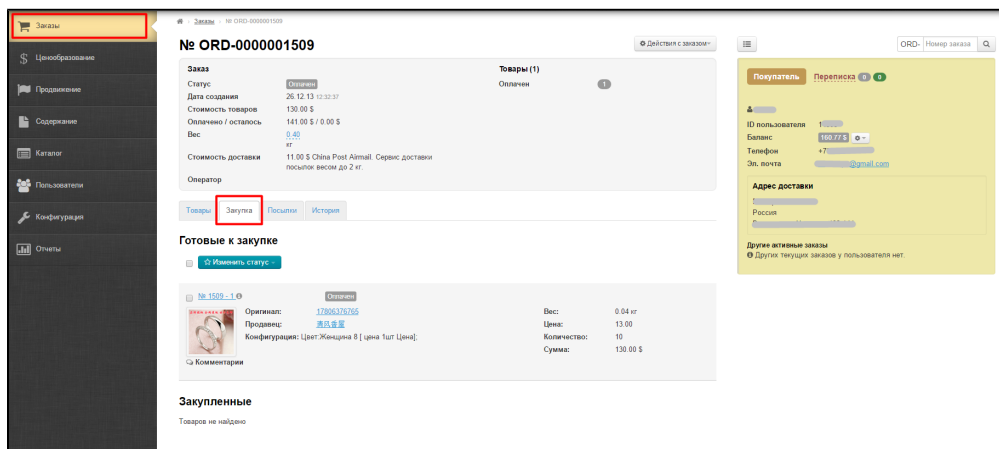 Заказы
Ценообразование
Продвижение
Содержание
Каталог
Пользователи
Конфигурация
Отчеты
Заказы № ORD-0000001509
№ ORD-0000001509
Действия с заказом
Заказ
Статус Оплачен
Дата создания 26.12.13 12:32:37
Стоимость товаров 130.00 $
Оплачено / осталось 141.00 $ / 0.00 $
Вес 0.40
кг
Стоимость доставки 11.00 $ China Post Airmail. Сервис доставки
посылок весом до 2 кг.
Оператор
Товары (1)
Оплачен 1
Товары Закупка Посылки История
Готовые к закупке
Изменить статус
№ 1509 - 1 Оплачен
Оригинал: 17806376765
Продавец:
Конфигурация: Цвет:Женщина 8 [ цена 1шт Цена];
Комментарии
Вес: 0.04 кг
Цена: 13.00
Количество: 10
Сумма: 130.00 $
Закупленные
Товаров не найдено
ORD- Номер заказа
Покупатель Переписка 0 0
ID пользователя 1
Баланс 160.77 $
Телефон +7
Эл. почта @gmail.com
Адрес доставки
Россия
Другие активные заказы
Других текущих заказов у пользователя нет.